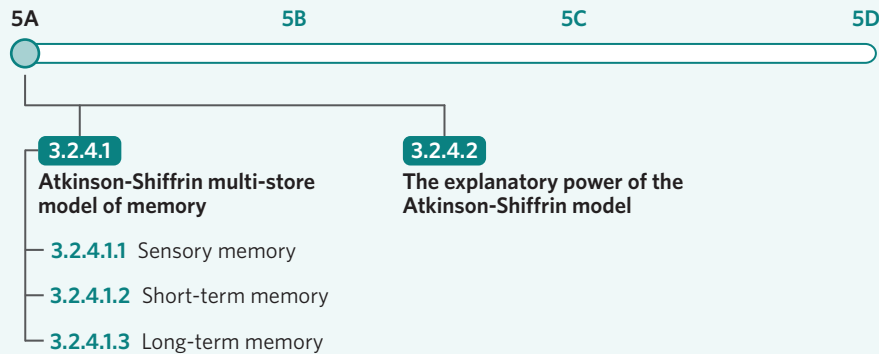 5A 5B 5C 5D
3.2.4.1
Atkinson-Shiffrin multi-store
model of memory
3.2.4.1.1 Sensory memory
3.2.4.1.2 Short-term memory
3.2.4.1.3 Long-term memory
3.2.4.2
The explanatory power of the
Atkinson-Shiffrin model